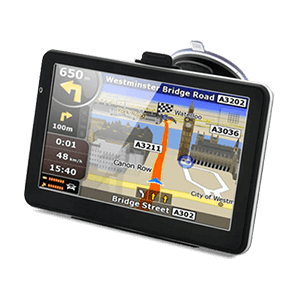 650 m
Westminster Bridge Road A3202
Waterloo
100m
A3036
A3211
0:01
Canon Row
48 km/h
15:40
City of Westm
Bridge Street A302